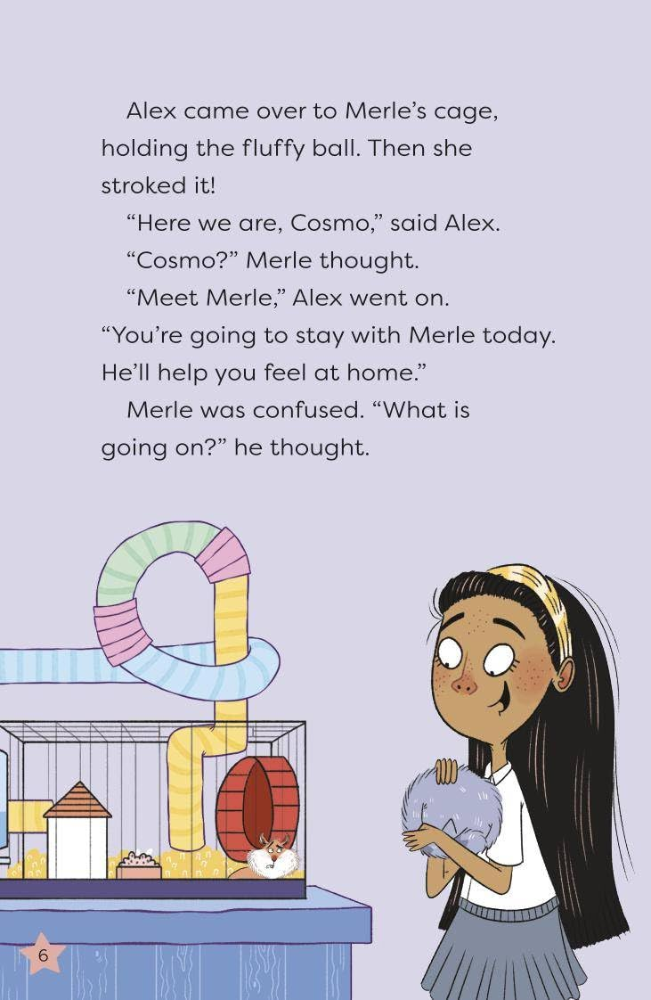 Alex came over to Merle’s cage,
holding the fluffy ball. Then she
stroked it!
“Here we are, Cosmo,” said Alex.
“Cosmo?” Merle thought.
“Meet Merle,” Alex went on.
“You’re going to stay with Merle today.
He’ll help you feel at home.”
Merle was confused. “What is
going on?” he thought.
6